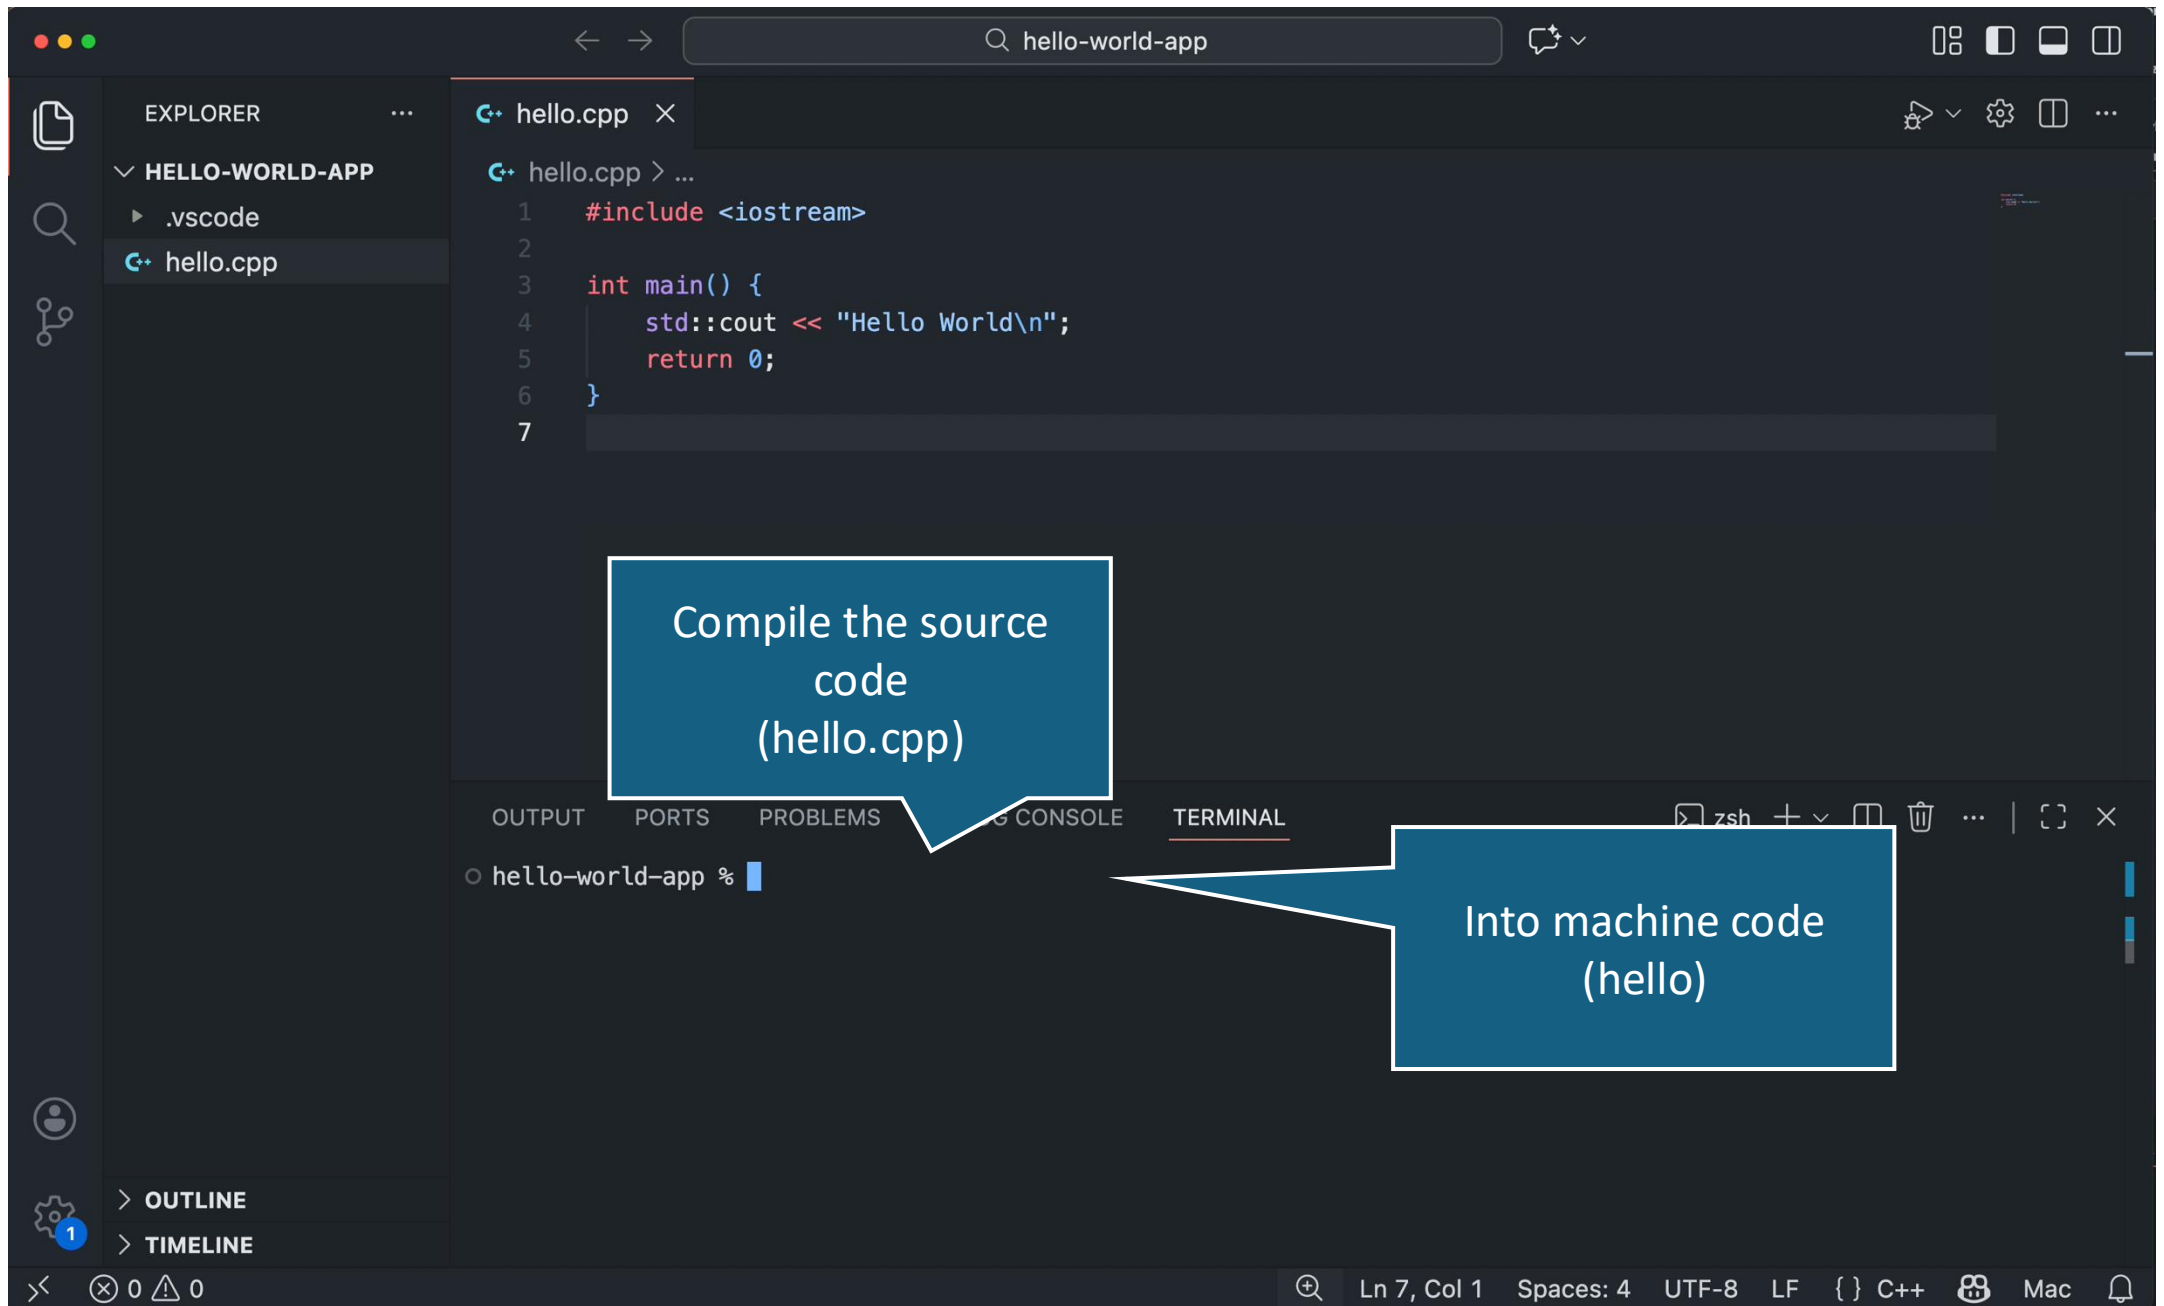 hello-world-app
EXPLORER ...
HELLO-WORLD-APP
.vscode
hello.cpp
hello.cpp
hello.cpp > ...
1 #include <iostream>
2
3 int main() {
4 std::cout << "Hello World\n";
5 return 0;
6 }
7
Compile the source
code
(hello.cpp)
OUTPUT PORTS PROBLEMS CONSOLE TERMINAL
zsh
hello-world-app %
Into machine code
(hello)
OUTLINE
1
TIMELINE
0 0 Ln 7, Col 1 Spaces: 4 UTF-8 LF {} C++ Mac